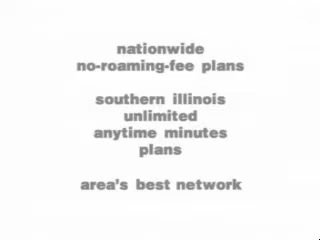 nationwide
no-roaming-fee plans
southern illinois
unlimited
anytime minutes
plans
area's best network